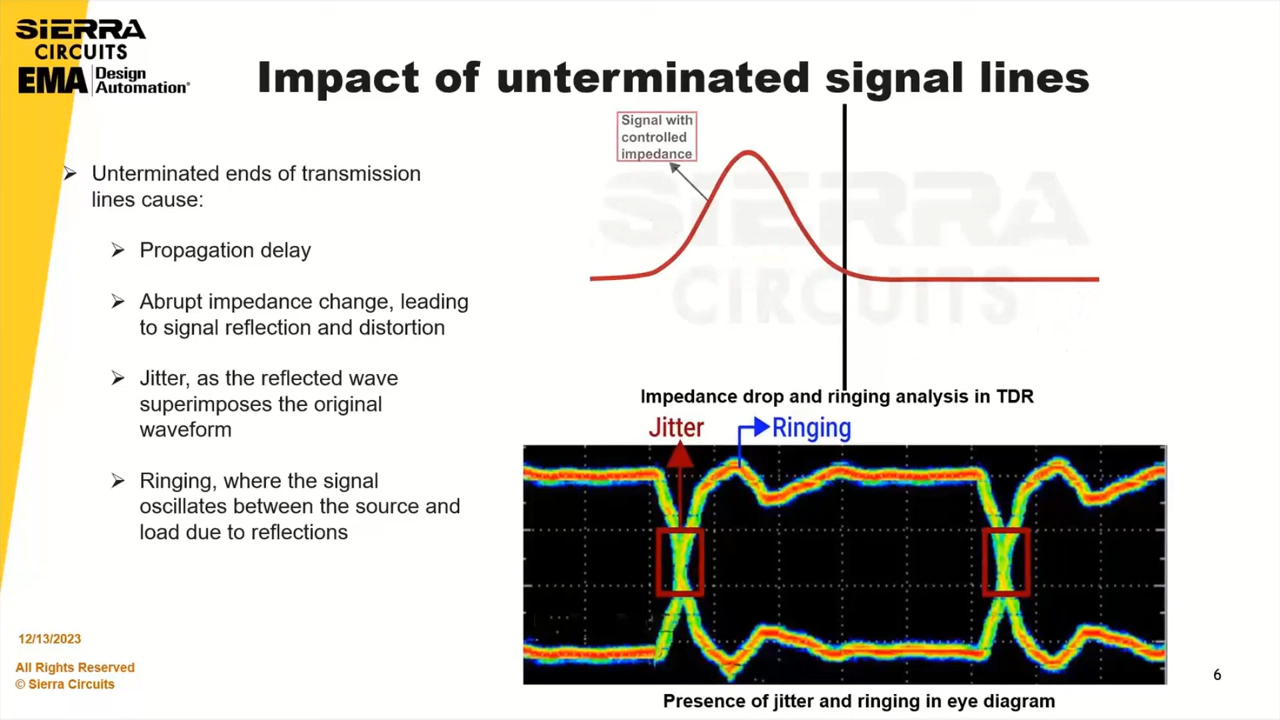 SIERRA
CIRCUITS
EMA Design
Automation®
Impact of unterminated signal lines
Unterminated ends of transmission
lines cause:
Propagation delay
Abrupt impedance change, leading
to signal reflection and distortion
Jitter, as the reflected wave
superimposes the original
waveform
Ringing, where the signal
oscillates between the source and
load due to reflections
Signal with
controlled
impedance
SIERRA
CIRCUITS
Impedance drop and ringing analysis in TDR
Jitter
Ringing
Presence of jitter and ringing in eye diagram
12/13/2023
All Rights Reserved
© Sierra Circuits
6